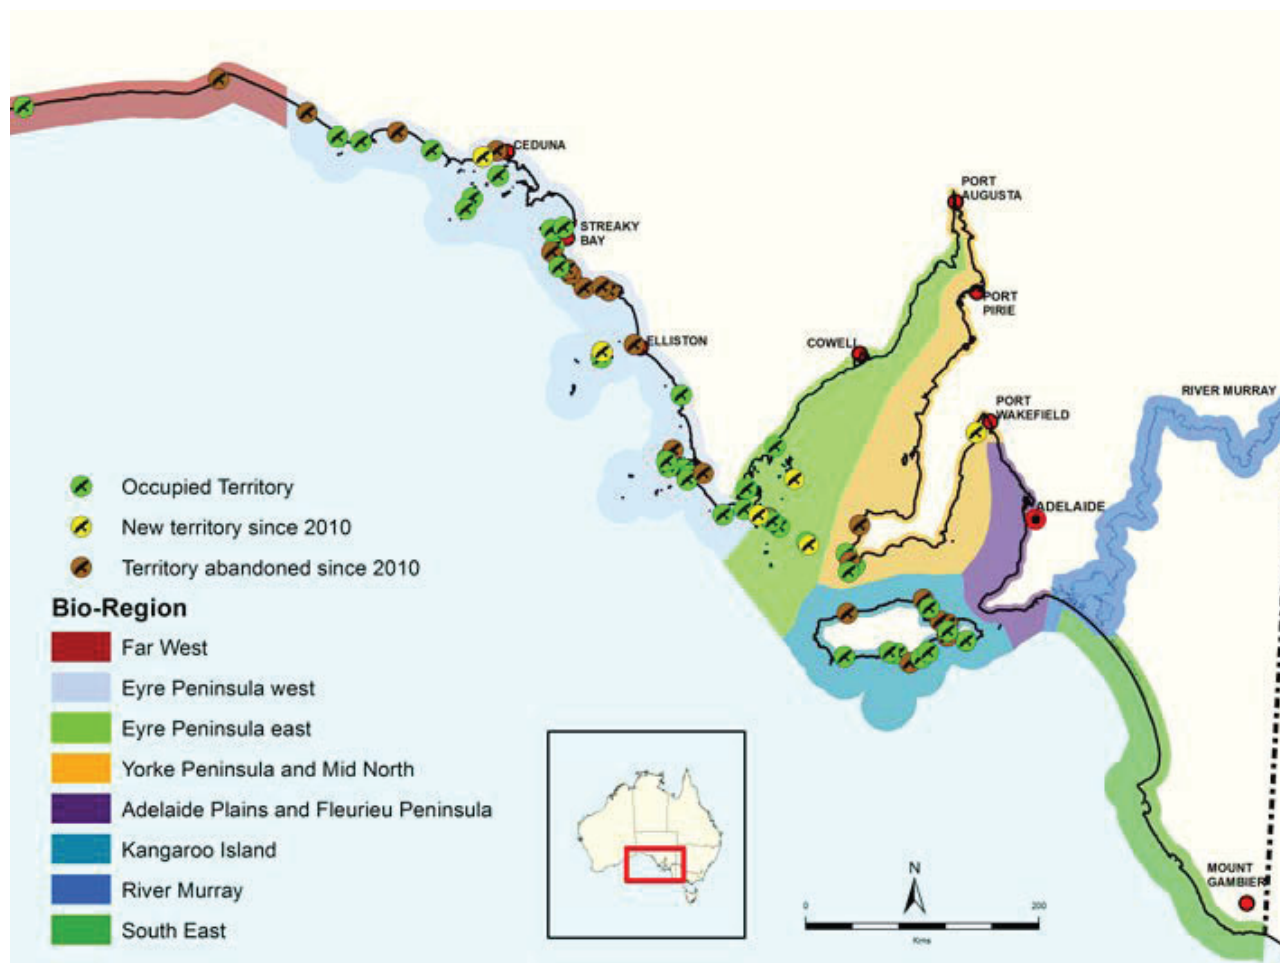 CEDUNA
STREAKY
BAY
ELLISTON
PORT
AUGUSTA
PORT
PIRIE
COWELL
PORT
WAKEFIELD
RIVER MURRAY
ADELAIDE
Occupied Territory
New territory since 2010
Territory abandoned since 2010
Bio-Region
Far West
Eyre Peninsula west
Eyre Peninsula east
Yorke Peninsula and Mid North
Adelaide Plains and Fleurieu Peninsula
Kangaroo Island
River Murray
South East
N
0 200
Kms
MOUNT
GAMBIER